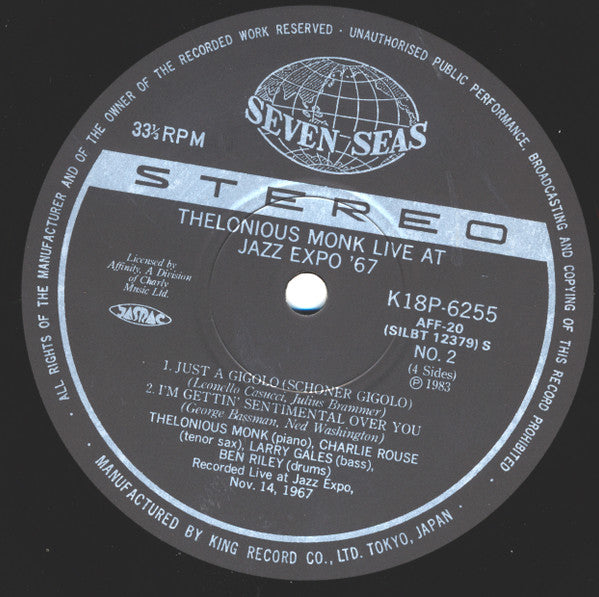 ALL RIGHTS OF THE MANUFACTURER AND OF THE OWNER OF THE RECORDED WORK RESERVED · UNAUTHORISED PUBLIC PERFORMANCE, BROADCASTING AND COPYING OF THIS RECORD PROHIBITED ·
SEVEN SEAS
33⅓ RPM
STEREO
THELONIOUS MONK LIVE AT
JAZZ EXPO '67
Licensed by
Affinity, A Division
of Charly
Music Ltd.
JASRAC
K18P-6255
AFF-20
(SILBT 12379) S
NO. 2
(4 Sides)
Ⓟ 1983
1. JUST A GIGOLO (SCHONER GIGOLO)
(Leonello Casucci, Julius Brammer)
2. I'M GETTIN' SENTIMENTAL OVER YOU
(George Bassman, Ned Washington)
THELONIOUS MONK (piano), CHARLIE ROUSE
(tenor sax), LARRY GALES (bass),
BEN RILEY (drums)
Recorded Live at Jazz Expo,
Nov. 14, 1967
MANUFACTURED BY KING RECORD CO., LTD. TOKYO, JAPAN ·